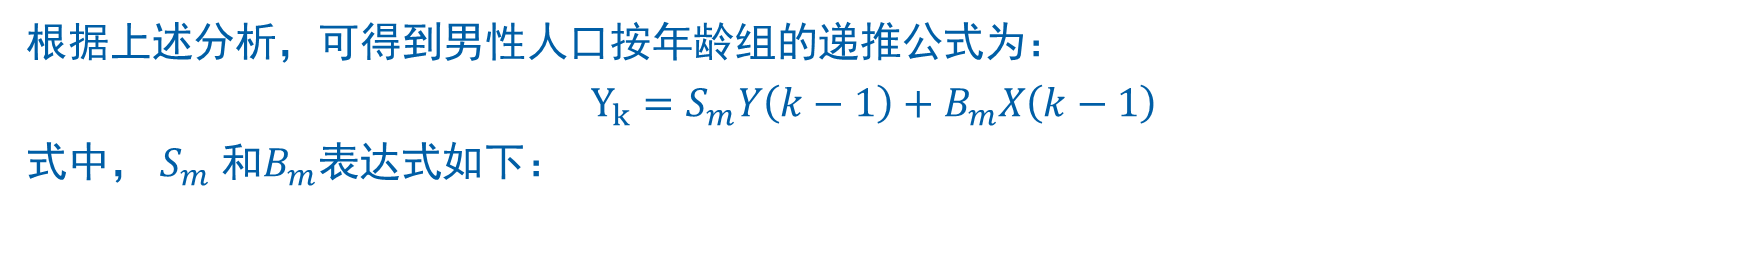 根据上述分析，可得到男性人口按年龄组的递推公式为：
Yₖ = SₘY(k − 1) + BₘX(k − 1)
式中， Sₘ 和Bₘ表达式如下：